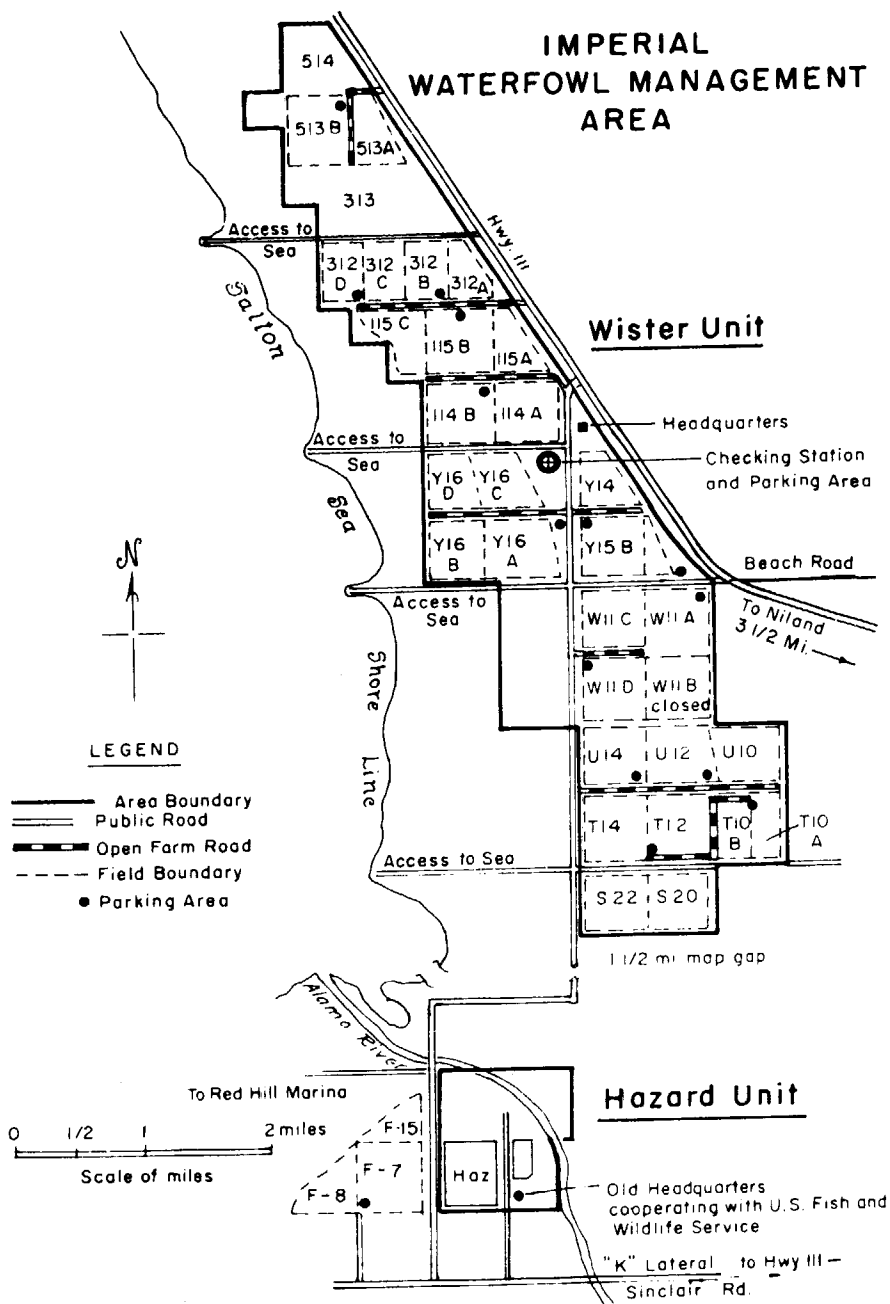 IMPERIAL
WATERFOWL MANAGEMENT
AREA
514
513B
513A
313
Hwy. 111
Access to
Sea
312
D
312
C
312
B
312A
115C
115B
115A
Wister Unit
Salton
Sea
Shore
Line
114B
114A
Headquarters
Access to
Sea
Checking Station
and Parking Area
Y16
D
Y16
C
Y14
Y16
B
Y16
A
Y15B
Beach Road
Access to
Sea
To Niland
3 1/2 Mi.
W11C
W11A
W11D
W11B
closed
N
U14
U12
U10
T14
T12
T10
B
T10
A
Access to Sea
S22
S20
1 1/2 mi map gap
LEGEND
Area Boundary
Public Road
Open Farm Road
Field Boundary
Parking Area
Alamo River
To Red Hill Marina
Hazard Unit
0 1/2 1 2 miles
Scale of miles
F-15
F-7
F-8
Haz
Old Headquarters
cooperating with U.S. Fish and
Wildlife Service
"K" Lateral to Hwy 111-
Sinclair Rd.